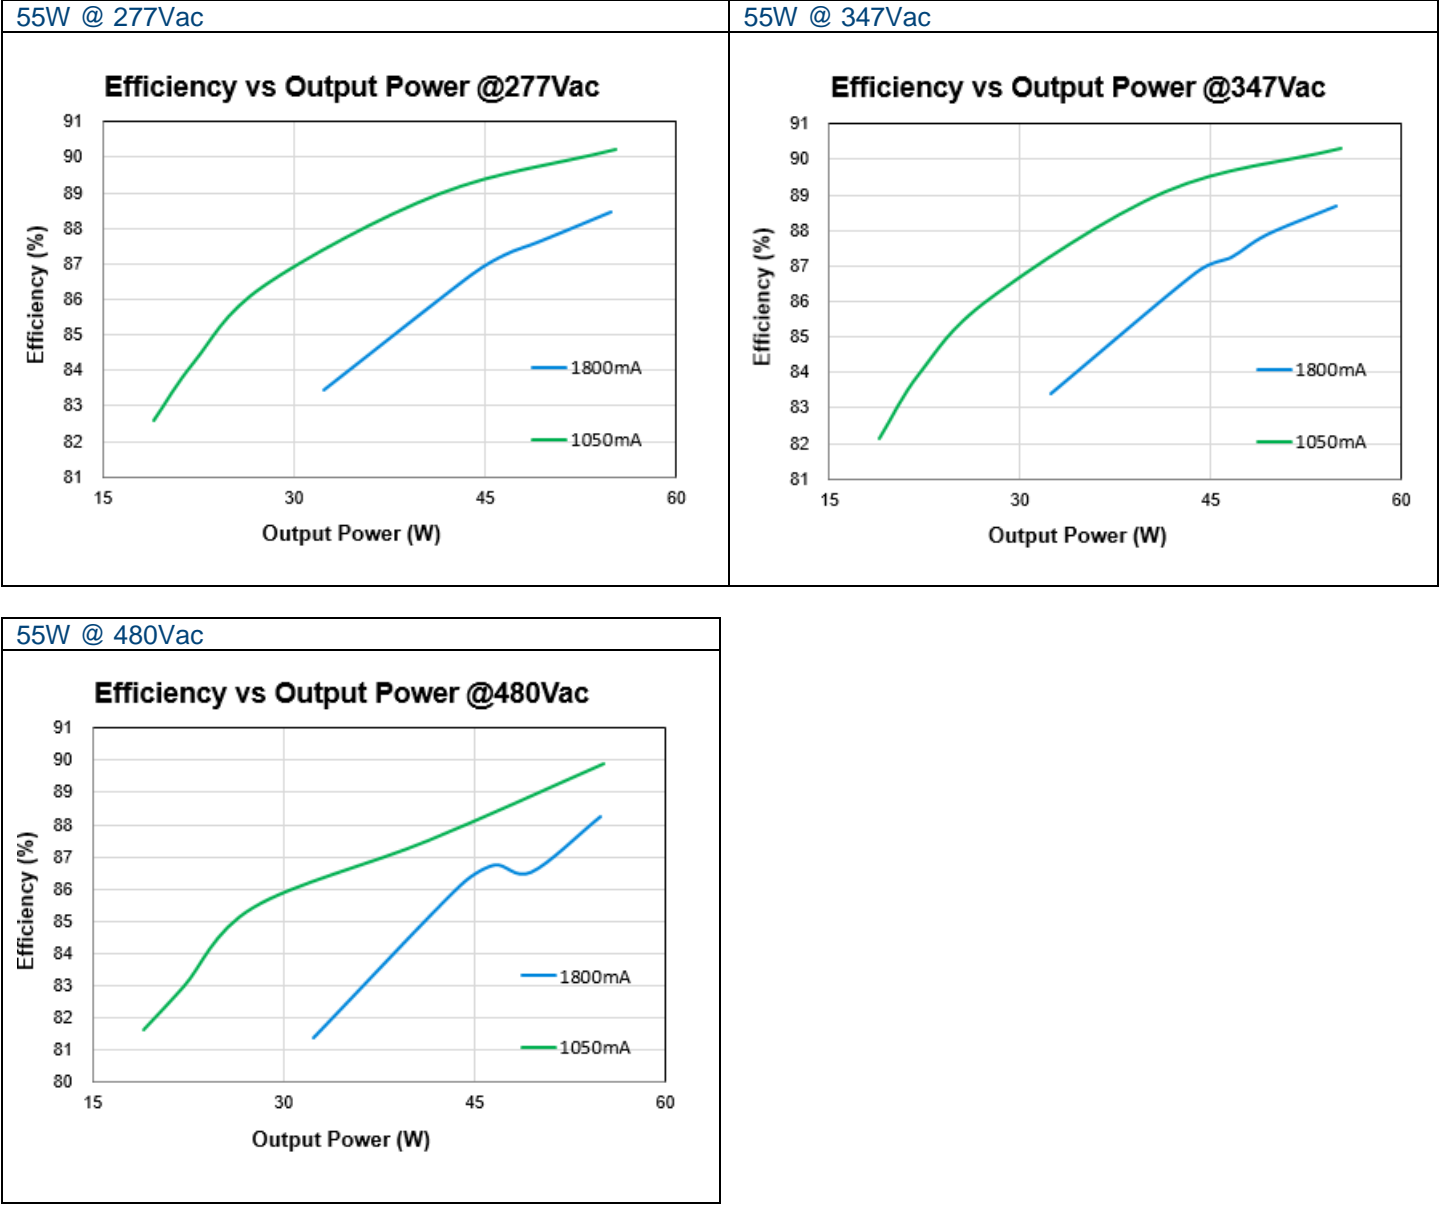 55W @ 277Vac
Efficiency vs Output Power @277Vac
91
90
89
88
87
86
85
84
83
82
81
15 30 45 60
Efficiency (%)
Output Power (W)
1800mA
1050mA
55W @ 347Vac
Efficiency vs Output Power @347Vac
91
90
89
88
87
86
85
84
83
82
81
15 30 45 60
Efficiency (%)
Output Power (W)
1800mA
1050mA
55W @ 480Vac
Efficiency vs Output Power @480Vac
91
90
89
88
87
86
85
84
83
82
81
80
15 30 45 60
Efficiency (%)
Output Power (W)
1800mA
1050mA